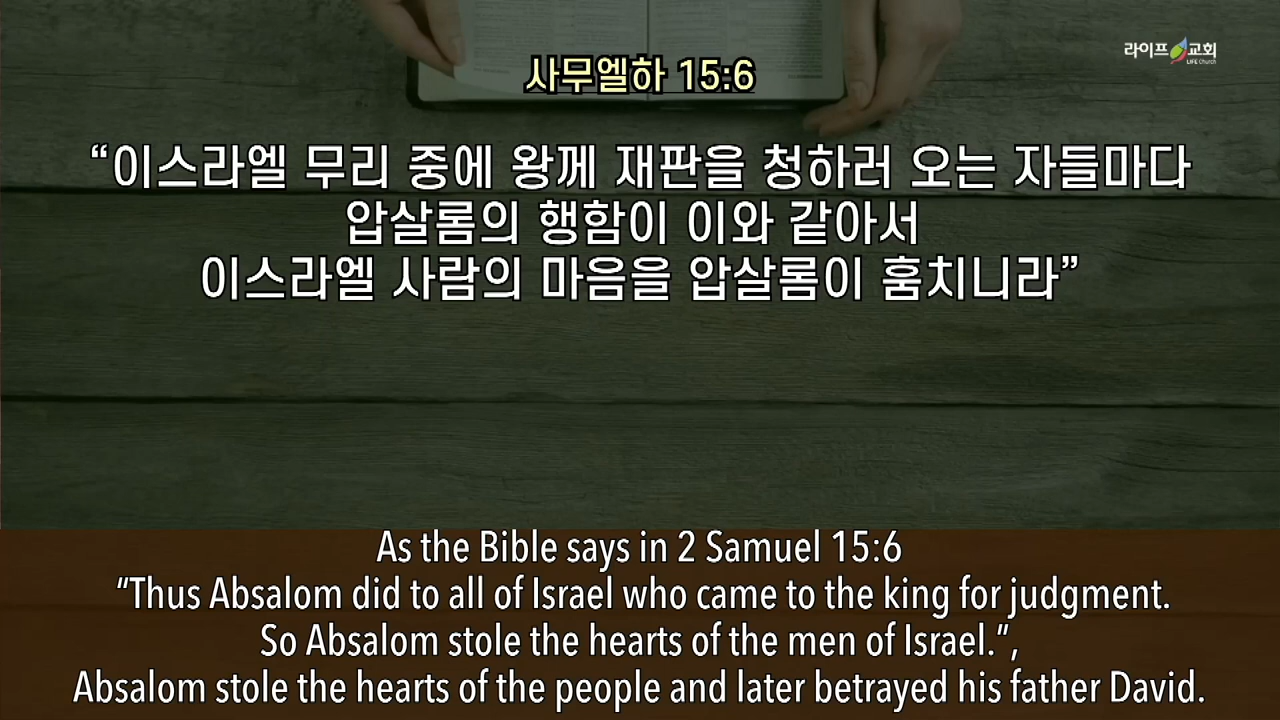 라이프 교회
LIFE Church
사무엘하 15:6
“이스라엘 무리 중에 왕께 재판을 청하러 오는 자들마다
압살롬의 행함이 이와 같아서
이스라엘 사람의 마음을 압살롬이 훔치니라”
As the Bible says in 2 Samuel 15:6
“Thus Absalom did to all of Israel who came to the king for judgment.
So Absalom stole the hearts of the men of Israel.”,
Absalom stole the hearts of the people and later betrayed his father David.